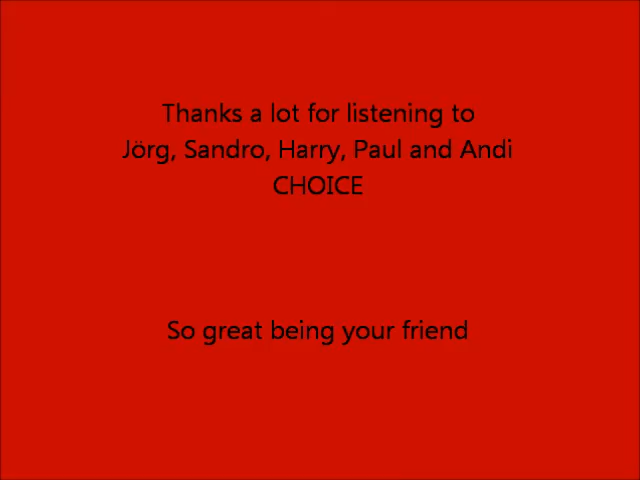 Thanks a lot for listening to
Jörg, Sandro, Harry, Paul and Andi
CHOICE
So great being your friend